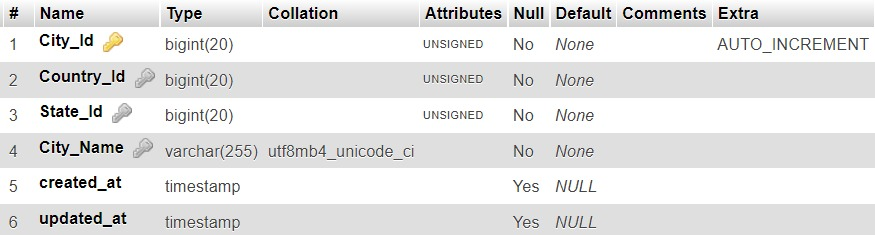 # Name Type Collation Attributes Null Default Comments Extra
1 City_Id bigint(20) UNSIGNED No None AUTO_INCREMENT
2 Country_Id bigint(20) UNSIGNED No None
3 State_Id bigint(20) UNSIGNED No None
4 City_Name varchar(255) utf8mb4_unicode_ci No None
5 created_at timestamp Yes NULL
6 updated_at timestamp Yes NULL